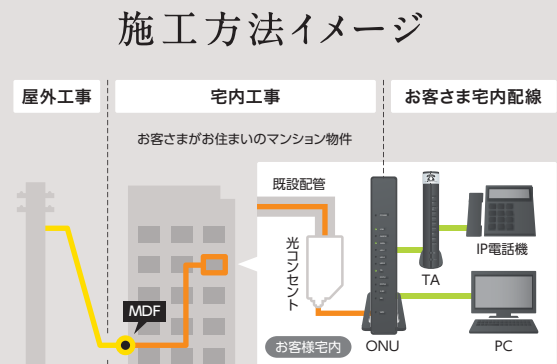 施工方法イメージ
屋外工事
宅内工事
お客さま宅内配線
お客さまがお住まいのマンション物件
既設配管
光コンセント
MDF
お客様宅内
ONU
TA
IP電話機
PC